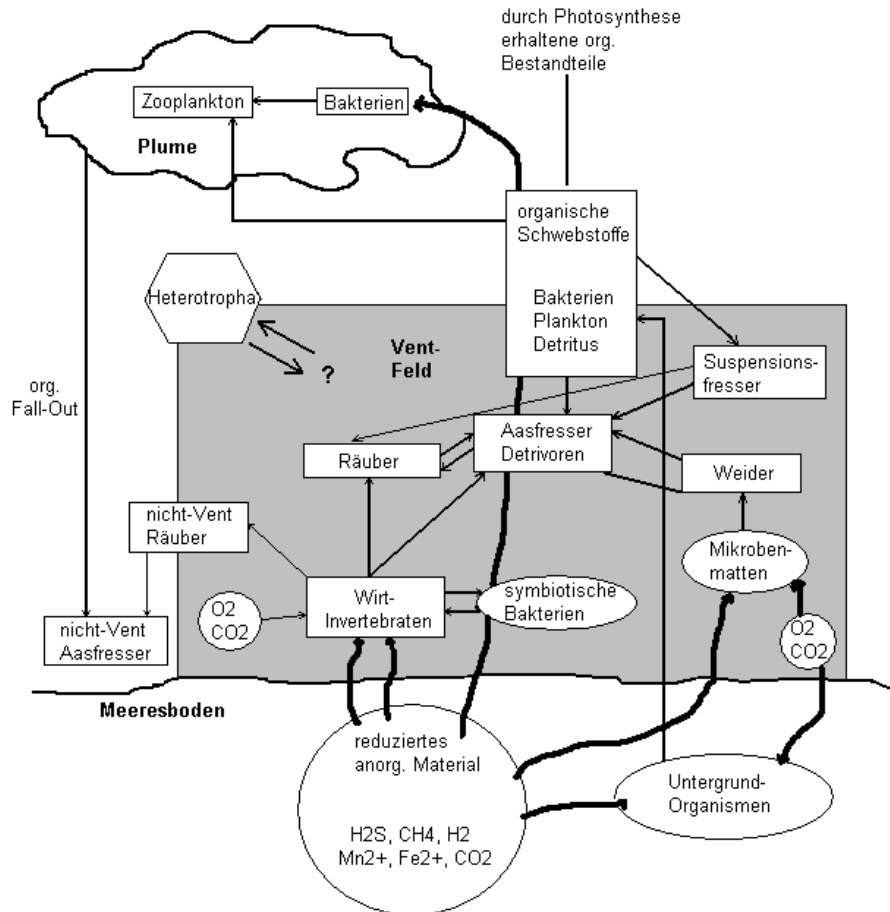 durch Photosynthese
erhaltene org.
Bestandteile
Zooplankton
Bakterien
Plume
organische
Schwebstoffe
Bakterien
Plankton
Detritus
Heterotropha
?
Vent-
Feld
Suspensions-
fresser
org.
Fall-Out
Räuber
Aasfresser
Detrivoren
Weider
nicht-Vent
Räuber
Mikroben-
matten
O2
CO2
Wirt-
Invertebraten
symbiotische
Bakterien
O2
CO2
nicht-Vent
Aasfresser
Meeresboden
reduziertes
anorg. Material
H2S, CH4, H2
Mn2+, Fe2+, CO2
Untergrund-
Organismen